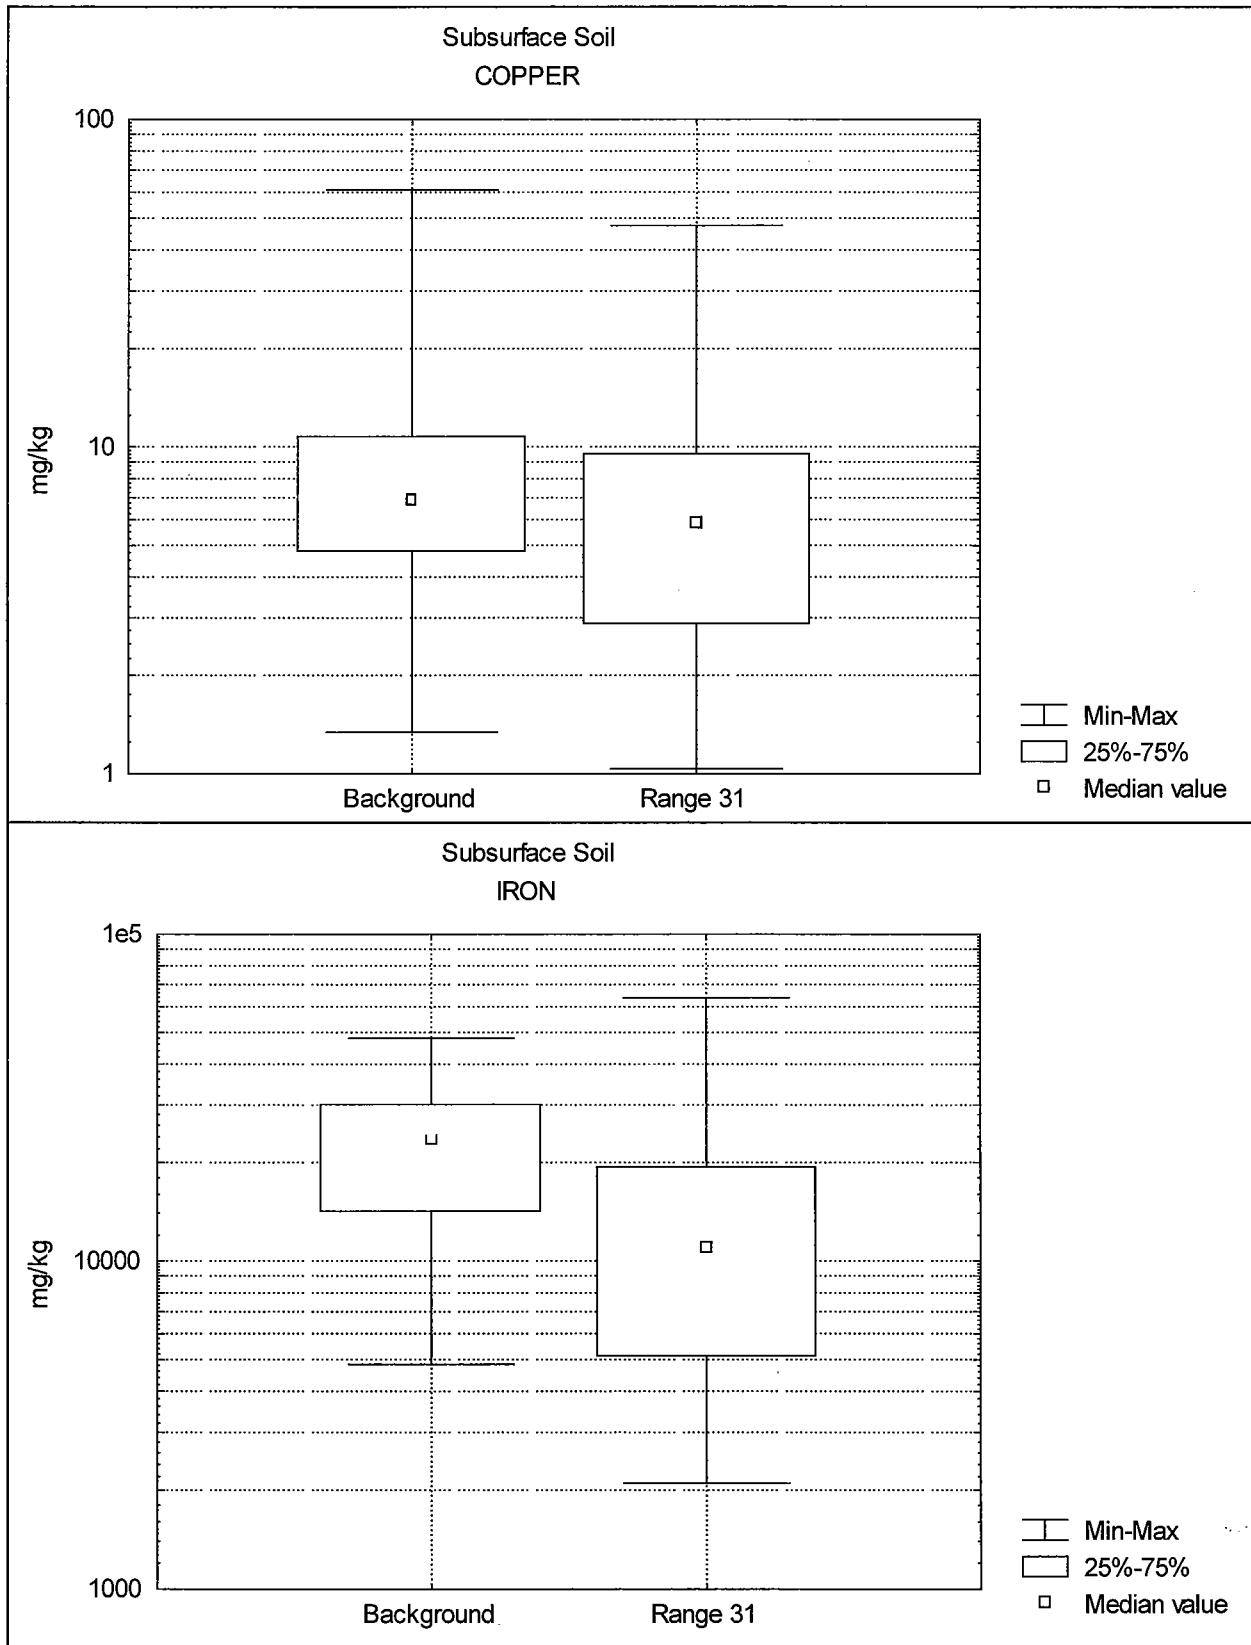 Subsurface Soil
COPPER
100
10
1
mg/kg
Background
Range 31
Min-Max
25%-75%
Median value
Subsurface Soil
IRON
1e5
10000
1000
mg/kg
Background
Range 31
Min-Max
25%-75%
Median value